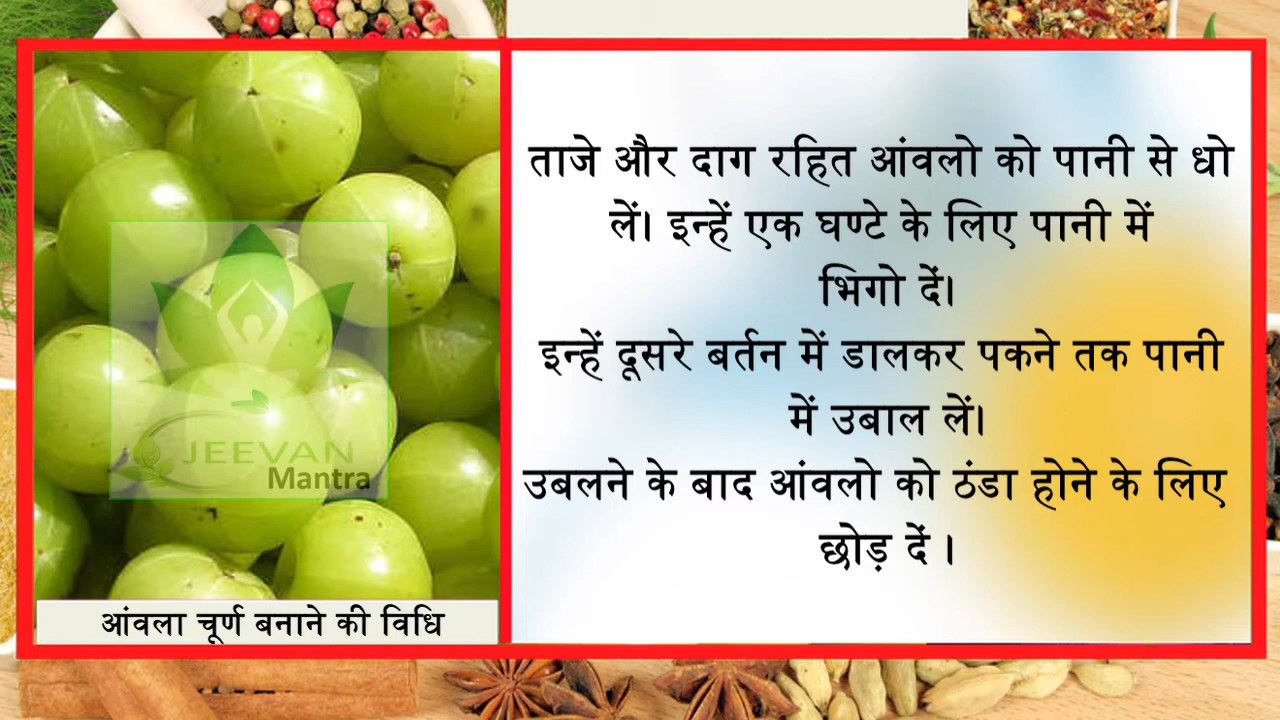 ताजे और दाग रहित आंवलो को पानी से धो
लें। इन्हें एक घण्टे के लिए पानी में
भिगो दें।
इन्हें दूसरे बर्तन में डालकर पकने तक पानी
में उबाल लें।
उबलने के बाद आंवलो को ठंडा होने के लिए
छोड़ दें ।
JEEVAN
Mantra
आंवला चूर्ण बनाने की विधि